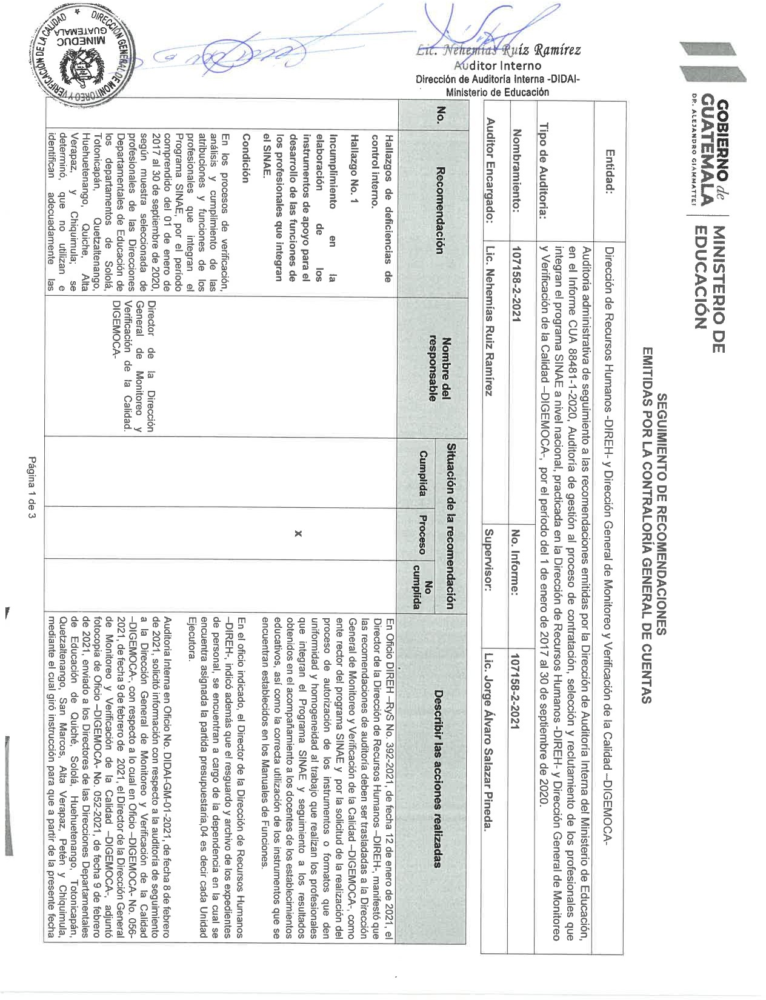 GOBIERNO de
GUATEMALA
DR. ALEJANDRO GIAMMATTEI
MINISTERIO DE
EDUCACIÓN
SEGUIMIENTO DE RECOMENDACIONES
EMITIDAS POR LA CONTRALORÍA GENERAL DE CUENTAS
Entidad:
Dirección de Recursos Humanos -DIREH- y Dirección General de Monitoreo y Verificación de la Calidad –DIGEMOCA-
Tipo de Auditoria:
Auditoria administrativa de seguimiento a las recomendaciones emitidas por la Dirección de Auditoría Interna del Ministerio de Educación,
en el Informe CUA 88481-1-2020, Auditoría de gestión al proceso de contratación, selección y reclutamiento de los profesionales que
integran el programa SINAE a nivel nacional, practicada en la Dirección de Recursos Humanos -DIREH- y Dirección General de Monitoreo
y Verificación de la Calidad –DIGEMOCA-, por el período del 1 de enero de 2017 al 30 de septiembre de 2020.
Nombramiento:
107158-2-2021
No. Informe:
107158-2-2021
Auditor Encargado:
Lic. Nehemías Ruiz Ramírez
Supervisor:
Lic. Jorge Álvaro Salazar Pineda.
No.
Recomendación
Nombre del
responsable
Situación de la recomendación
Cumplida
Proceso
No
cumplida
Describir las acciones realizadas
Hallazgos de deficiencias de
control interno.
Hallazgo No. 1
Incumplimiento en la
elaboración de los
instrumentos de apoyo para el
desarrollo de las funciones de
los profesionales que integran
el SINAE.
Condición
En los procesos de verificación,
análisis y cumplimiento de las
atribuciones y funciones de los
profesionales que integran el
Programa SINAE, por el período
comprendido del 01 de enero de
2017 al 30 de septiembre de 2020,
según muestra seleccionada de
profesionales de las Direcciones
Departamentales de Educación de
los departamentos de Sololá,
Totonicapán, Quetzaltenango,
Huehuetenango, Quiche, Alta
Verapaz, y Chiquimula; se
determinó, que no utilizan e
identifican adecuadamente las
Director de la Dirección
General de Monitoreo y
Verificación de la Calidad.
DIGEMOCA-
x
En Oficio DIREH –RyS No. 392-2021, de fecha 12 de enero de 2021, el
Director de la Dirección de Recursos Humanos –DIREH-, manifestó que
las recomendaciones de auditoría deben ser trasladadas a la Dirección
General de Monitoreo y Verificación de la Calidad –DIGEMOCA-, como
ente rector del programa SINAE y por la solicitud de la realización del
proceso de autorización de los instrumentos o formatos que den
uniformidad y homogeneidad al trabajo que realizan los profesionales
que integran el Programa SINAE y seguimiento a los resultados
obtenidos en el acompañamiento a los docentes de los establecimientos
educativos, así como la correcta utilización de los instrumentos que se
encuentran establecidos en los Manuales de Funciones.
En el oficio indicado, el Director de la Dirección de Recursos Humanos
–DIREH-, indicó además que el resguardo y archivo de los expedientes
de personal, se encuentran a cargo de la dependencia en la cual se
encuentra asignada la partida presupuestaria,04 es decir cada Unidad
Ejecutora.
Auditoria Interna en Oficio No. DIDAI-GM-01-2021, de fecha 8 de febrero
de 2021, solicitó información con respecto a la auditoría de seguimiento
a la Dirección General de Monitoreo y Verificación de la Calidad
–DIGEMOCA-, con respecto a lo cual en Oficio –DIGEMOCA- No. 056-
2021, de fecha 9 de febrero de 2021, el Director de la Dirección General
de Monitoreo y Verificación de la Calidad –DIGEMOCA-, adjuntó
fotocopia de Oficio –DIGEMOCA- No. 052-2021, de fecha 9 de febrero
de 2021, enviado a los Directores de las Direcciones Departamentales
de Educación de Quiché, Sololá, Huehuetenango, Totonicapán,
Quetzaltenango, San Marcos, Alta Verapaz, Petén y Chiquimula,
mediante el cual giró instrucción para que a partir de la presente fecha
Página 1 de 3
Lic. Nehemías Ruíz Ramírez
Auditor Interno
Dirección de Auditoría Interna -DIDAI-
Ministerio de Educación
DIRECCIÓN GENERAL DE MONITOREO Y VERIFICACIÓN DE LA CALIDAD
MINEDUC
GUATEMALA